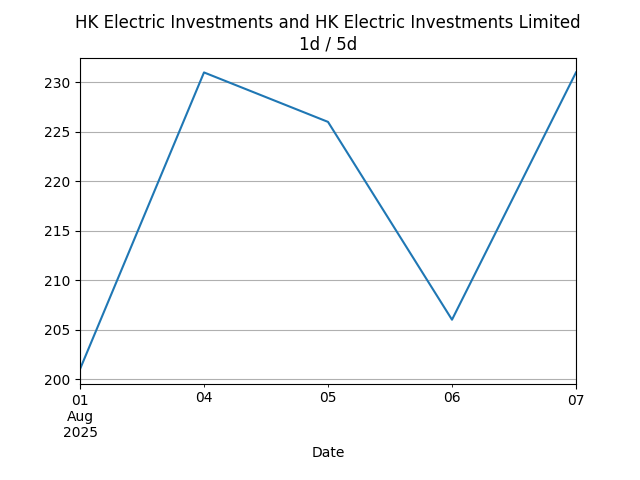 HK Electric Investments and HK Electric Investments Limited
1d / 5d
230
225
220
215
210
205
200
01 04 05 06 07
Aug
2025
Date